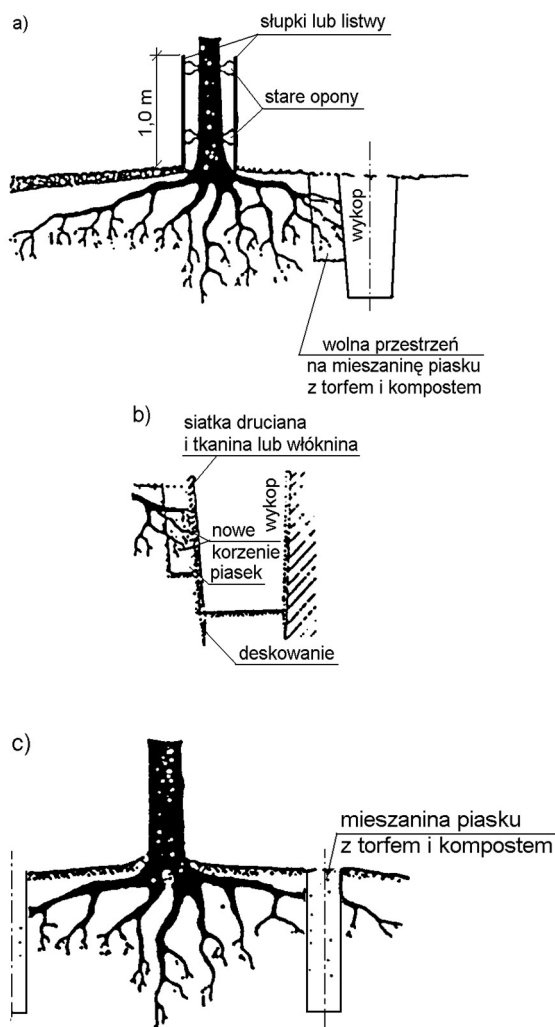 a)
słupki lub listwy
stare opony
1,0 m
wykop
wolna przestrzeń
na mieszaninę piasku
z torfem i kompostem
b)
siatka druciana
i tkanina lub włóknina
wykop
nowe
korzenie
piasek
deskowanie
c)
mieszanina piasku
z torfem i kompostem